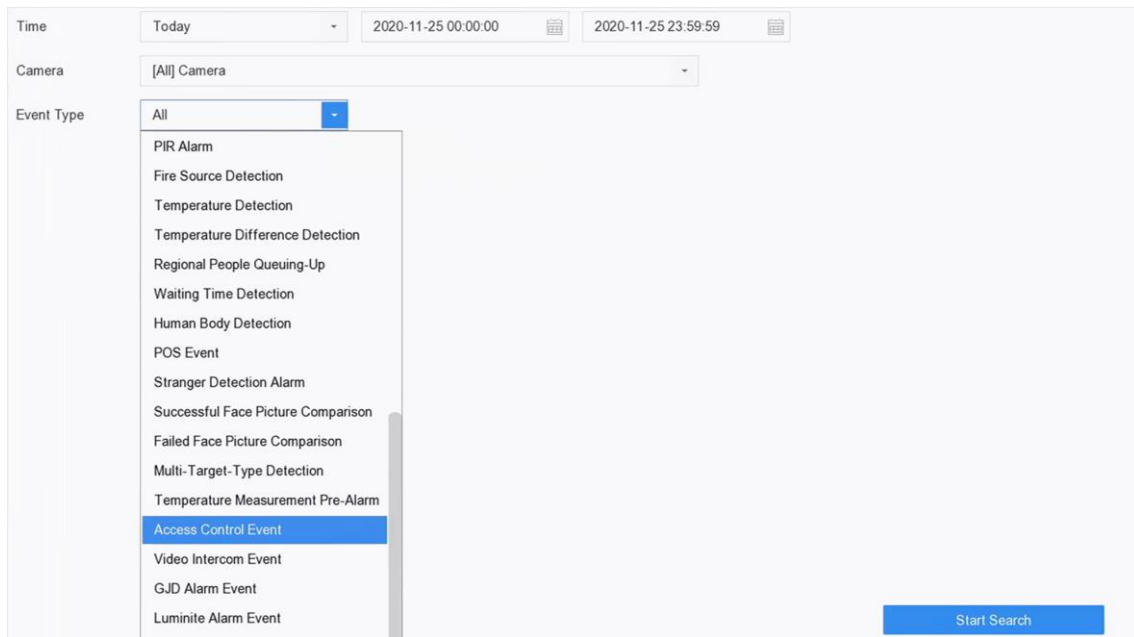 Time Today 2020-11-25 00:00:00 2020-11-25 23:59:59
Camera [All] Camera
Event Type All
PIR Alarm
Fire Source Detection
Temperature Detection
Temperature Difference Detection
Regional People Queuing-Up
Waiting Time Detection
Human Body Detection
POS Event
Stranger Detection Alarm
Successful Face Picture Comparison
Failed Face Picture Comparison
Multi-Target-Type Detection
Temperature Measurement Pre-Alarm
Access Control Event
Video Intercom Event
GJD Alarm Event
Luminite Alarm Event
Start Search